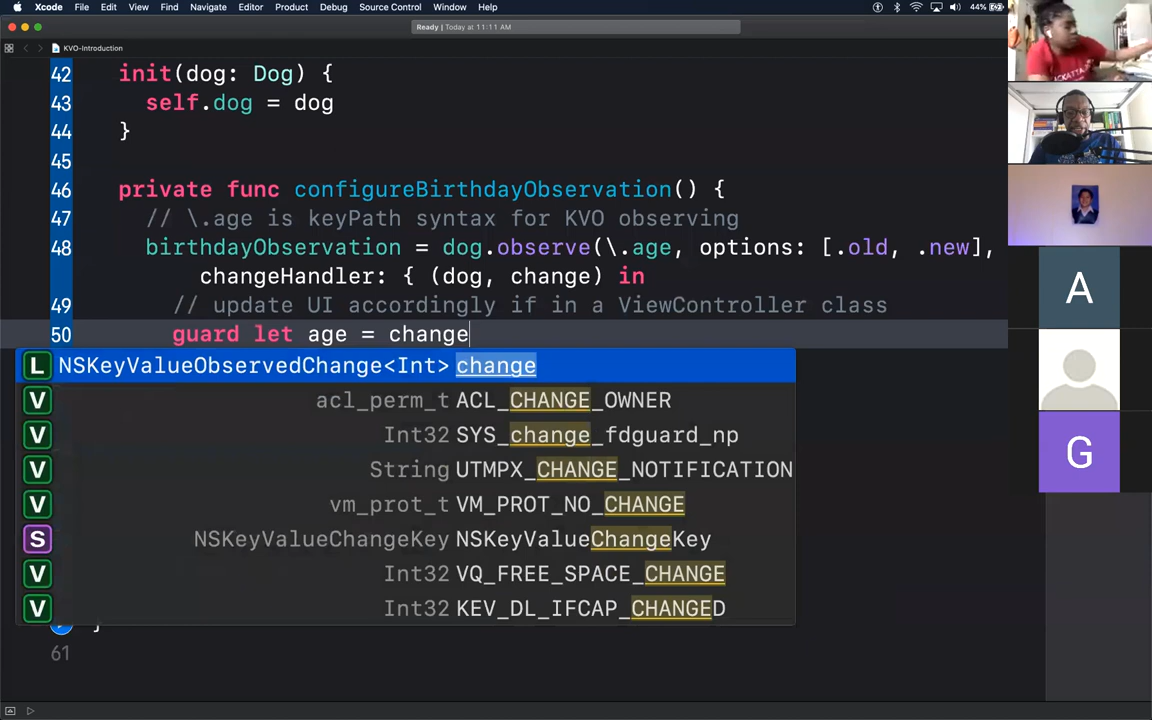 Xcode File Edit View Find Navigate Editor Product Debug Source Control Window Help 44%
Ready | Today at 11:11 AM
KVO-Introduction
42 init(dog: Dog) {
43 self.dog = dog
44 }
45
46 private func configureBirthdayObservation() {
47 // \.age is keyPath syntax for KVO observing
48 birthdayObservation = dog.observe(\.age, options: [.old, .new],
changeHandler: { (dog, change) in
49 // update UI accordingly if in a ViewController class
50 guard let age = change
L NSKeyValueObservedChange<Int> change
V acl_perm_t ACL_CHANGE_OWNER
V Int32 SYS_change_fdguard_np
V String UTMPX_CHANGE_NOTIFICATION
V vm_prot_t VM_PROT_NO_CHANGE
S NSKeyValueChangeKey NSKeyValueChangeKey
V Int32 VQ_FREE_SPACE_CHANGE
V Int32 KEV_DL_IFCAP_CHANGED
}
61
A
G